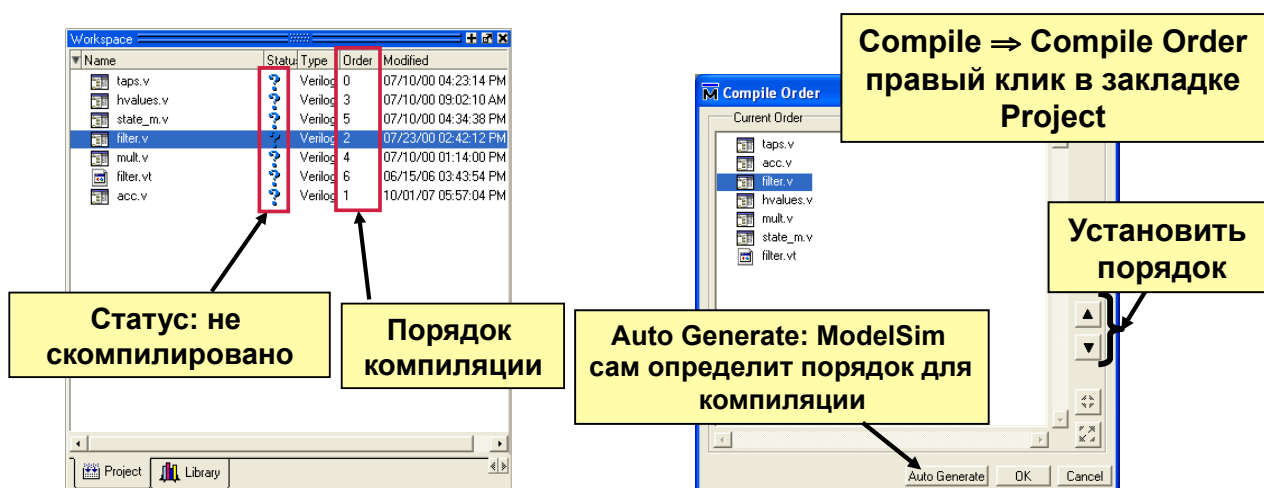 Workspace
Name Statu Type Order Modified
taps.v Verilog 0 07/10/00 04:23:14 PM
hvalues.v Verilog 3 07/10/00 09:02:10 AM
state_m.v Verilog 5 07/10/00 04:34:38 PM
filter.v Verilog 2 07/23/00 02:42:12 PM
mult.v Verilog 4 07/10/00 01:14:00 PM
filter.vt Verilog 6 06/15/06 03:43:54 PM
acc.v Verilog 1 10/01/07 05:57:04 PM
Статус: не
скомпилировано
Порядок
компиляции
Project Library
Compile ⇒ Compile Order
правый клик в закладке
Project
Compile Order
Current Order
taps.v
acc.v
filter.v
hvalues.v
mult.v
state_m.v
filter.vt
Установить
порядок
Auto Generate: ModelSim
сам определит порядок для
компиляции
Auto Generate OK Cancel